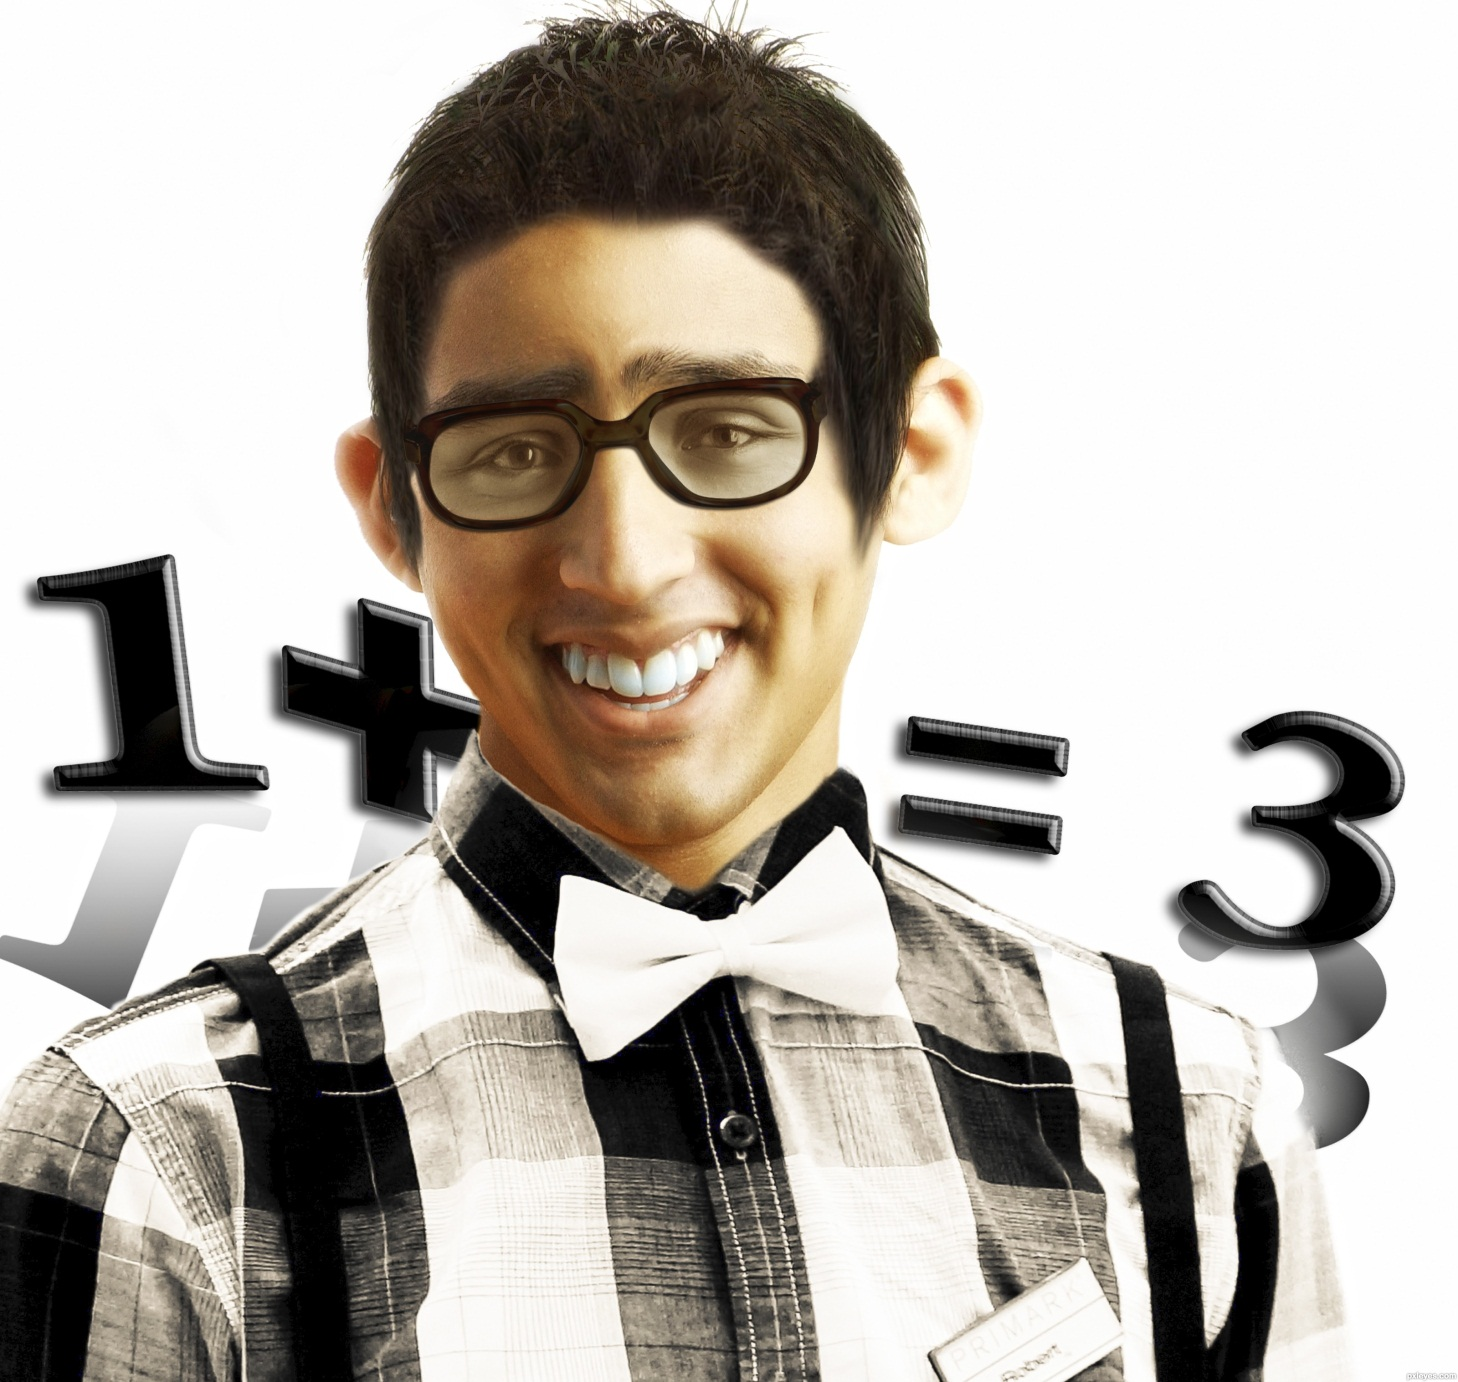 1+ = 3
PRIMARK
Robert
pxleyes.com